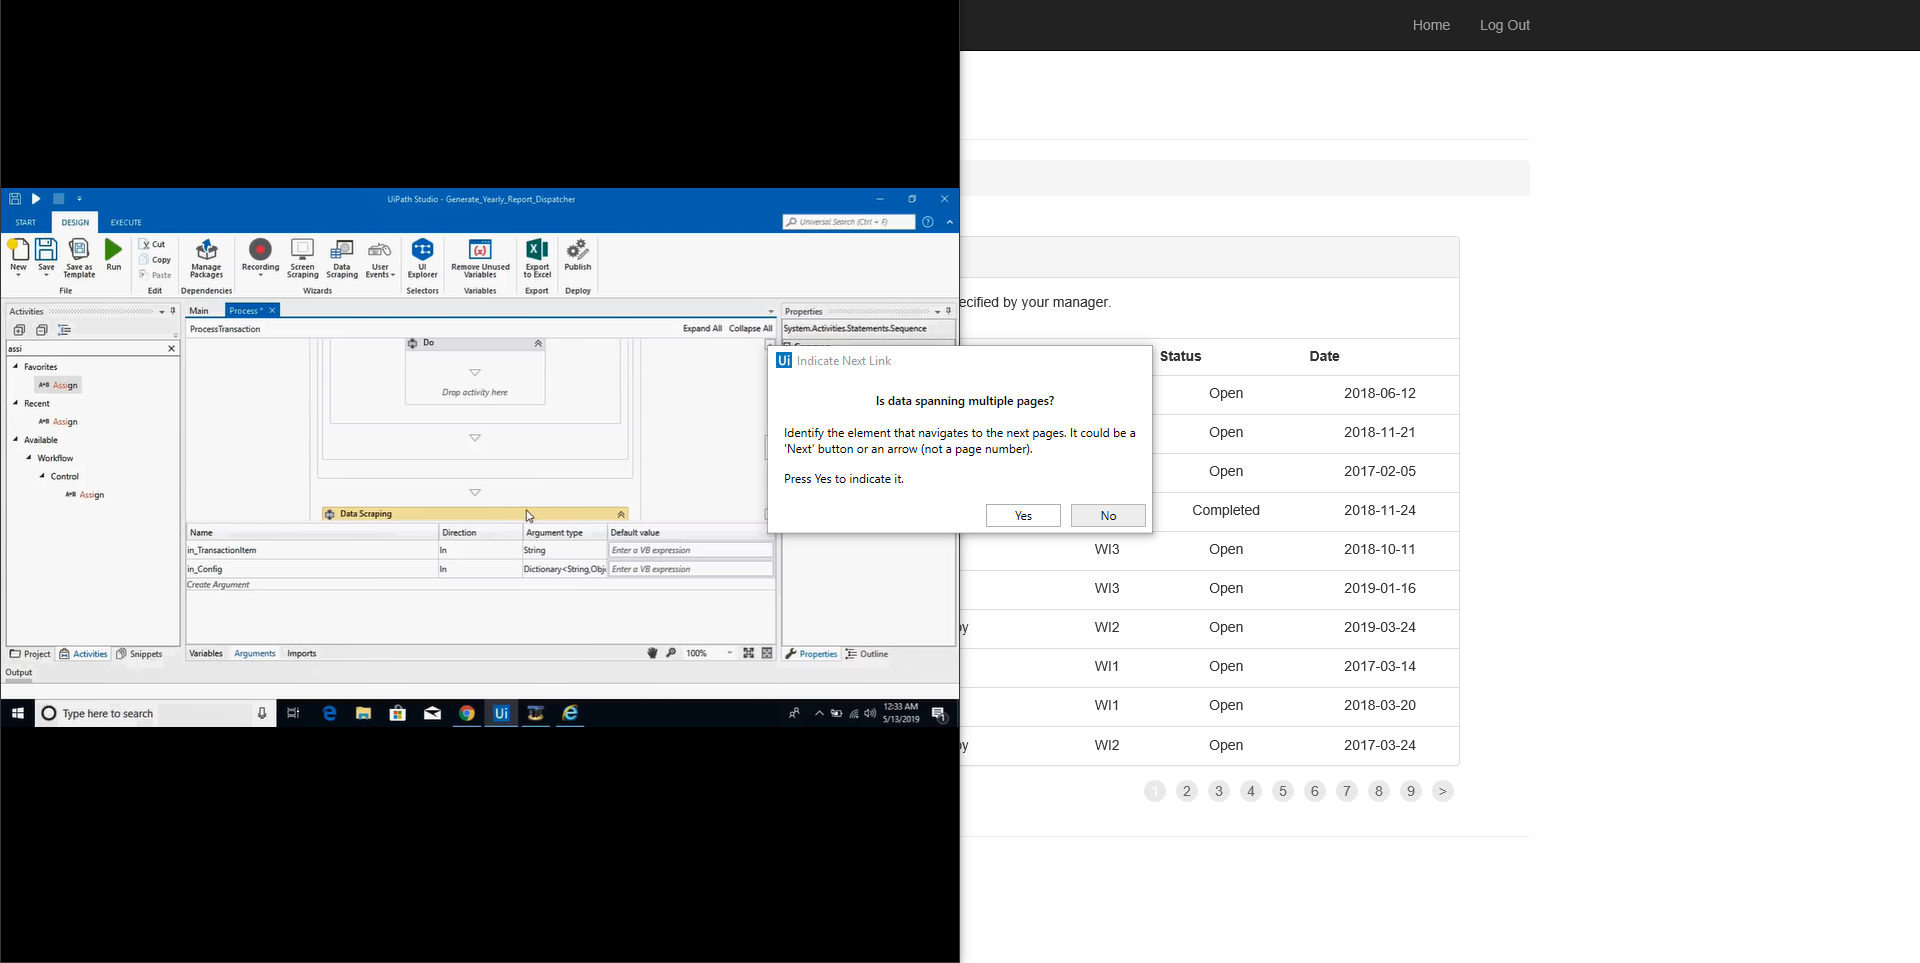 Home Log Out
UiPath Studio - Generate_Yearly_Report_Dispatcher
START DESIGN EXECUTE
Universal Search (Ctrl + F)
New Save Save as Template Run Cut Copy Paste Manage Packages Recording Screen Scraping Data Scraping User Events UI Explorer Remove Unused Variables Export to Excel Publish
File Edit Dependencies Wizards Selectors Variables Export Deploy
Activities
assi
Favorites
A+B Assign
Recent
A+B Assign
Available
Workflow
Control
A+B Assign
Project Activities Snippets
Output
Main Process * ×
ProcessTransaction Expand All Collapse All
Do
Drop activity here
Data Scraping
Name Direction Argument type Default value
in_TransactionItem In String Enter a VB expression
in_Config In Dictionary<String,Obj Enter a VB expression
Create Argument
Variables Arguments Imports 100%
Properties
System.Activities.Statements.Sequence
Properties Outline
Type here to search
12:33 AM
5/13/2019
Ui Indicate Next Link
Is data spanning multiple pages?
Identify the element that navigates to the next pages. It could be a
'Next' button or an arrow (not a page number).
Press Yes to indicate it.
Yes No
ecified by your manager.
Status Date
Open 2018-06-12
Open 2018-11-21
Open 2017-02-05
Completed 2018-11-24
WI3 Open 2018-10-11
WI3 Open 2019-01-16
WI2 Open 2019-03-24
WI1 Open 2017-03-14
WI1 Open 2018-03-20
WI2 Open 2017-03-24
1 2 3 4 5 6 7 8 9 >